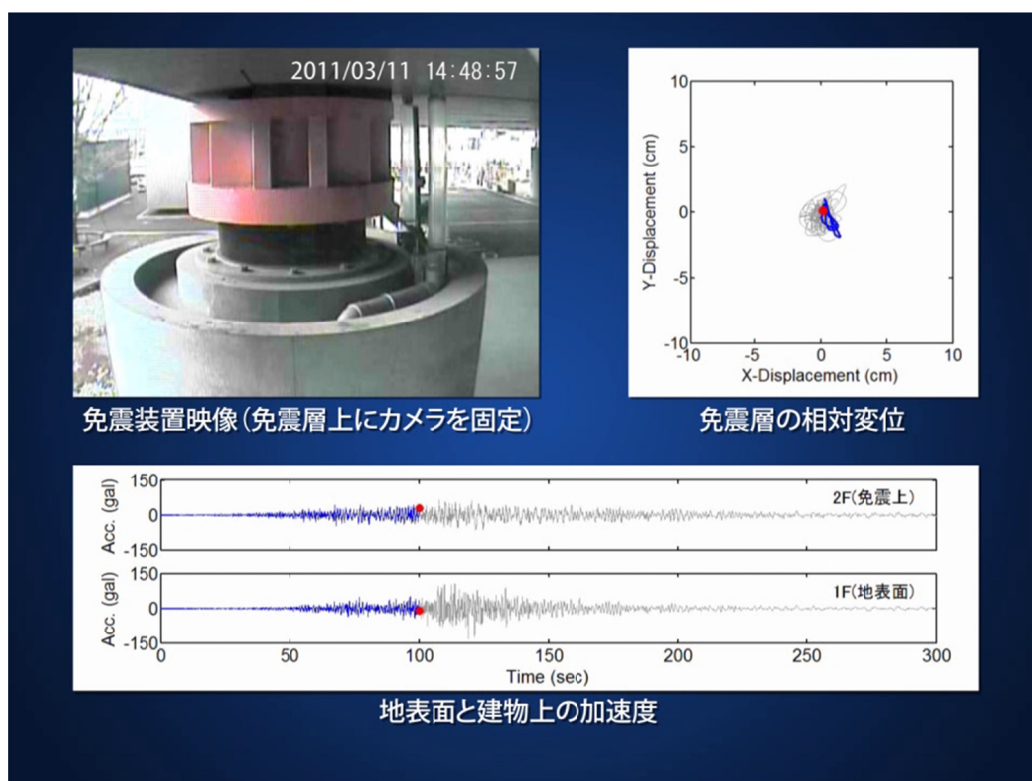 2011/03/11 14:48:57
免震装置映像(免震層上にカメラを固定)
10
5
0
-5
-10
Y-Displacement (cm)
-10 -5 0 5 10
X-Displacement (cm)
免震層の相対変位
150
0
-150
Acc. (gal)
2F(免震上)
150
0
-150
Acc. (gal)
1F(地表面)
0 50 100 150 200 250 300
Time (sec)
地表面と建物上の加速度